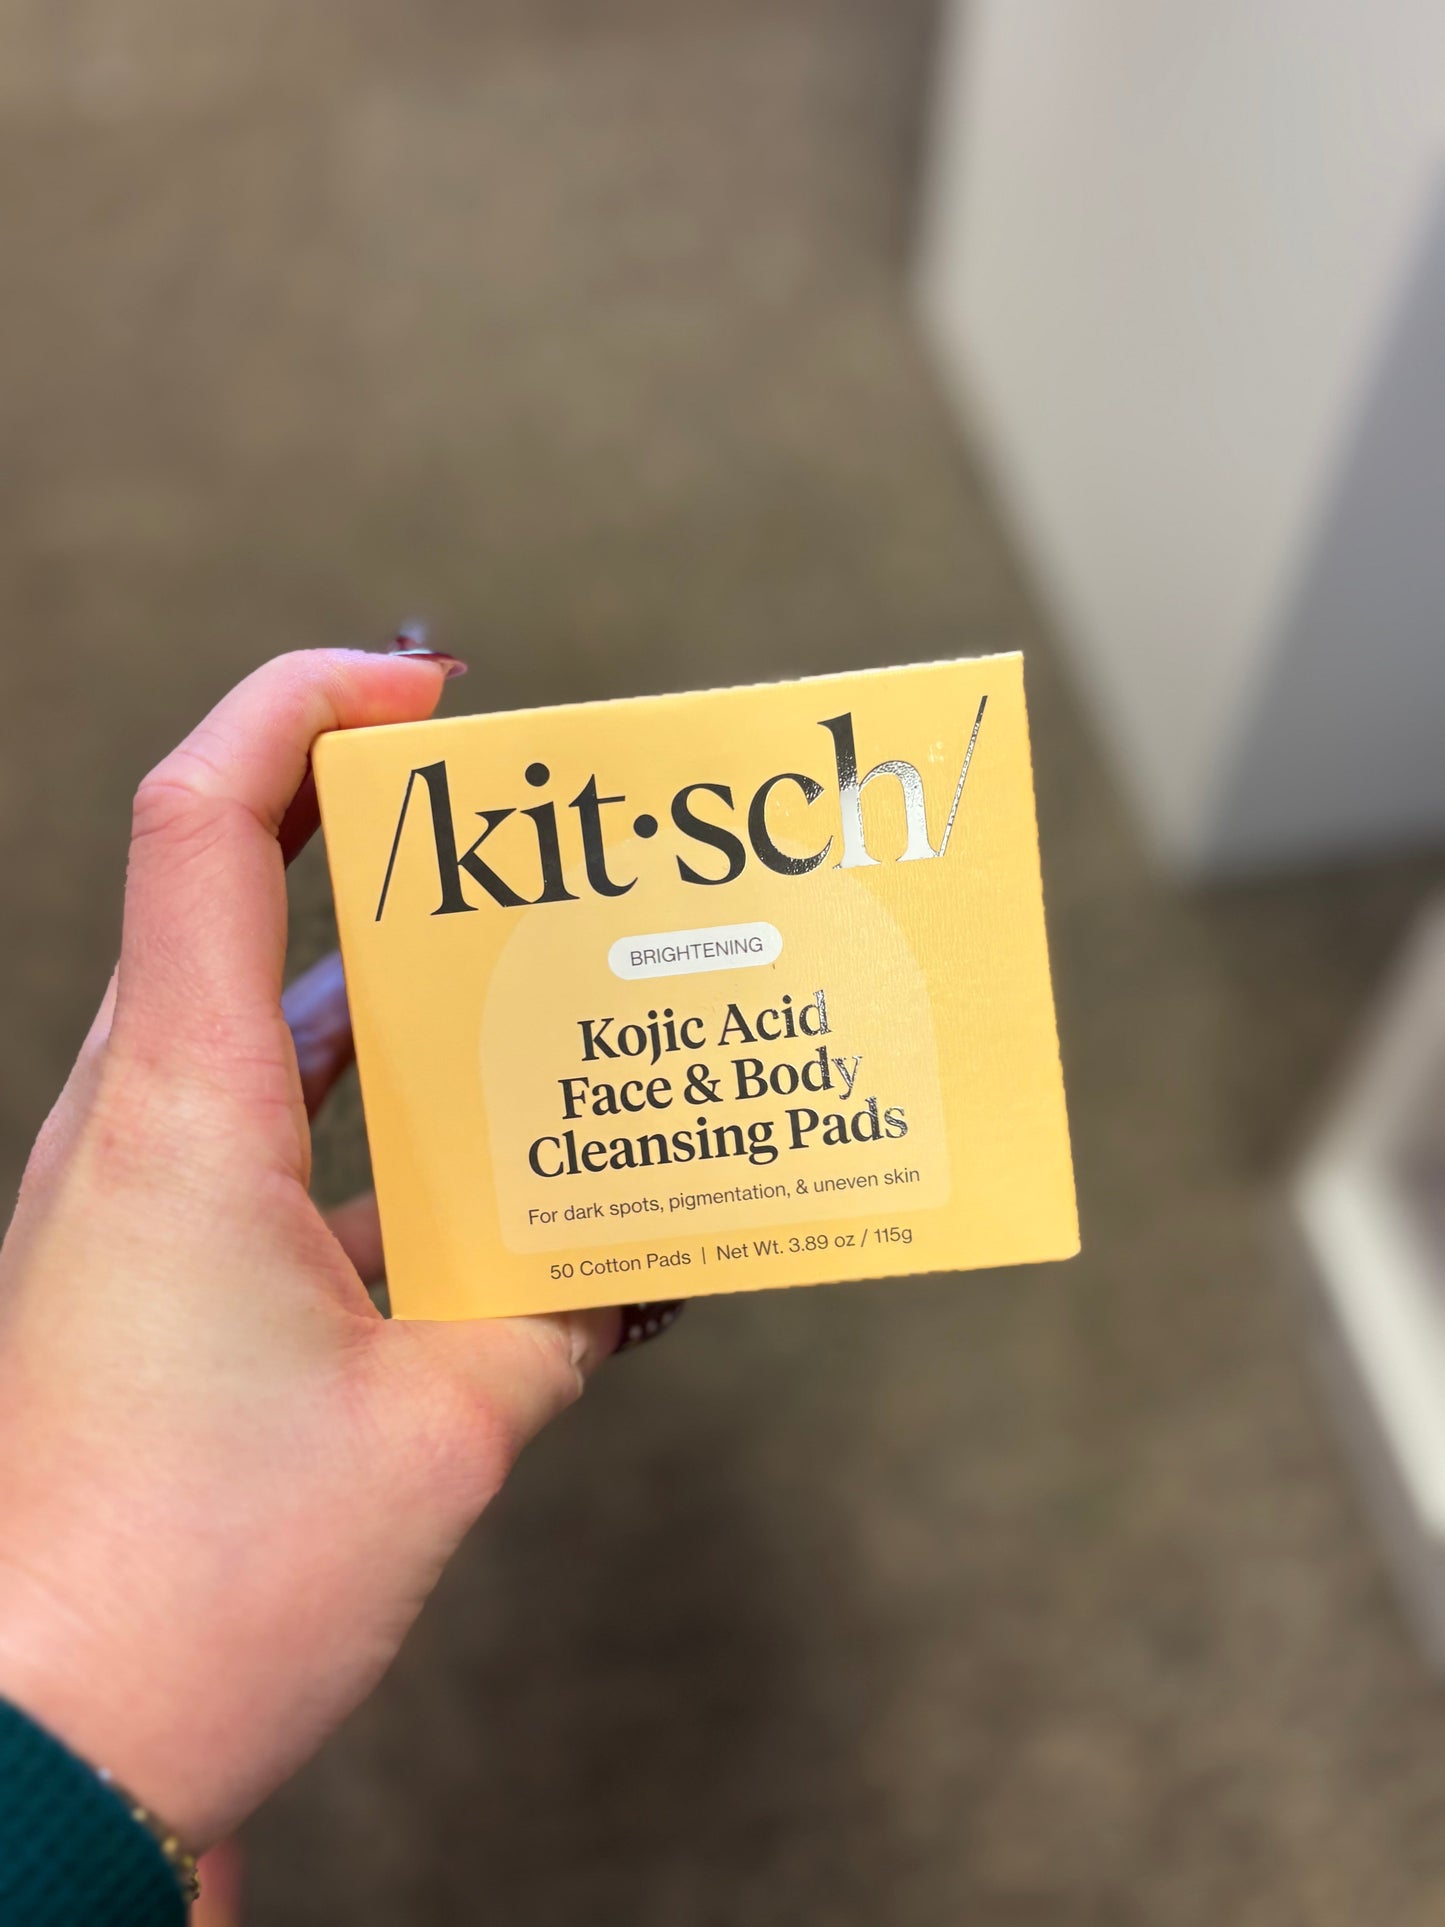 /kit·sch/
BRIGHTENING
Kojic Acid
Face & Body
Cleansing Pads
For dark spots, pigmentation, & uneven skin
50 Cotton Pads | Net Wt. 3.89 oz / 115g